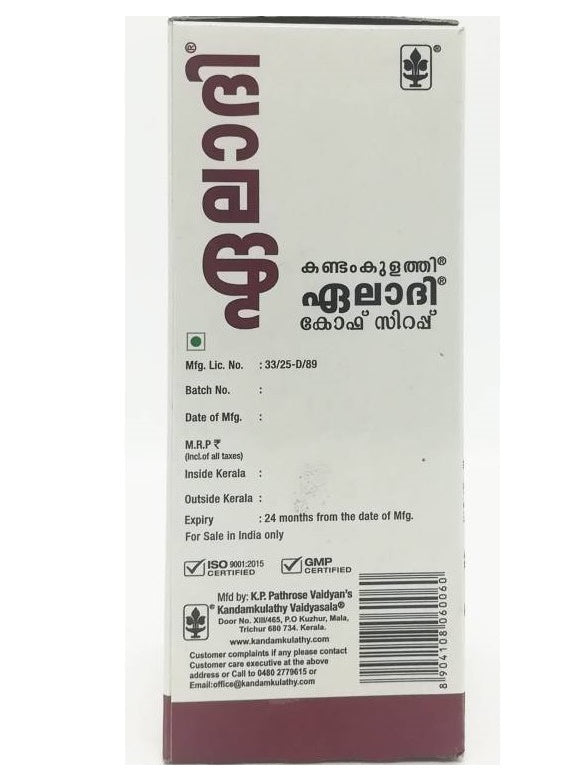 ഏലാദി®
®
കണ്ടംകുളത്തി®
ഏലാദി®
കോഫ് സിറപ്പ്
Mfg. Lic. No. : 33/25-D/89
Batch No. :
Date of Mfg. :
M.R.P ₹
(Incl.of all taxes)
Inside Kerala :
Outside Kerala :
Expiry : 24 months from the date of Mfg.
For Sale in India only
ISO 9001:2015
CERTIFIED
GMP
CERTIFIED
Mfd by: K.P. Pathrose Vaidyan's
® Kandamkulathy Vaidyasala®
Door No. XIII/465, P.O Kuzhur, Mala,
Trichur 680 734. Kerala.
www.kandamkulathy.com
Customer complaints if any please contact
Customer care executive at the above
address or Call to 0480 2779615 or
Email:office@kandamkulathy.com
8 904108 060060